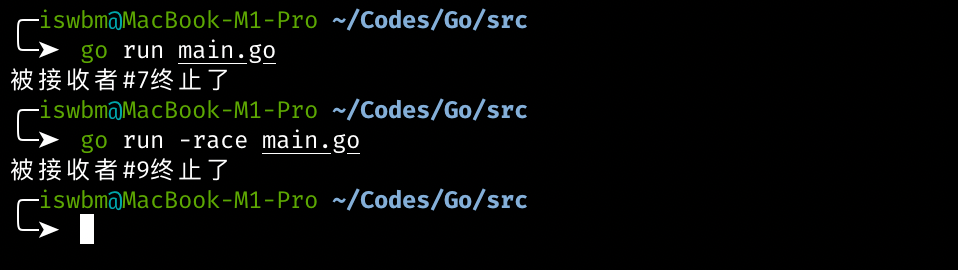 iswbm@MacBook-M1-Pro ~/Codes/Go/src
go run main.go
被接收者#7终止了
iswbm@MacBook-M1-Pro ~/Codes/Go/src
go run -race main.go
被接收者#9终止了
iswbm@MacBook-M1-Pro ~/Codes/Go/src